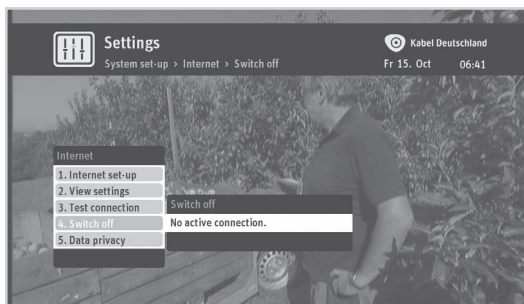 Settings
System set-up > Internet > Switch off
Kabel Deutschland
Fr 15. Oct 06:41
Internet
1. Internet set-up
2. View settings
3. Test connection
4. Switch off
5. Data privacy
Switch off
No active connection.